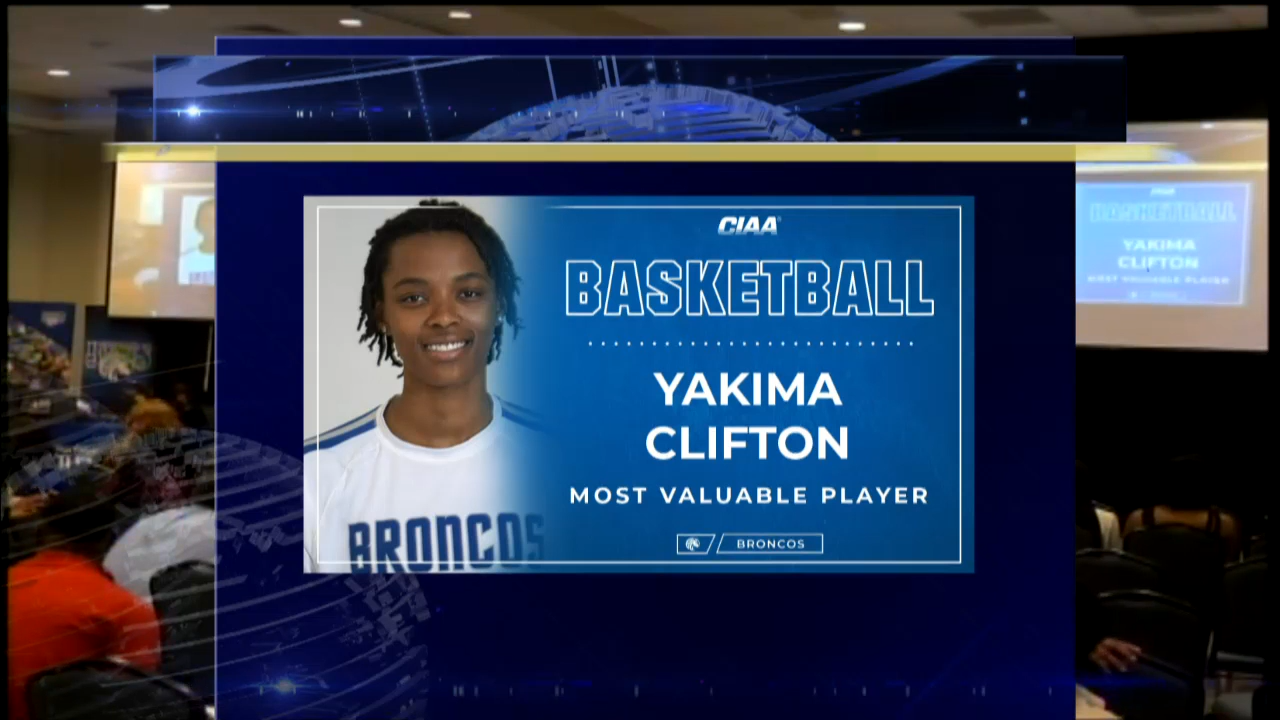 CIAA
BASKETBALL
YAKIMA
CLIFTON
MOST VALUABLE PLAYER
BRONCOS
BRONCOS
BASKETBALL
YAKIMA
CLIFTON
MOST VALUABLE PLAYER